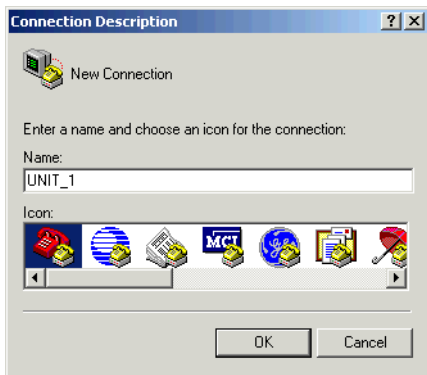 Connection Description
New Connection
Enter a name and choose an icon for the connection:
Name:
UNIT_1
Icon:
MCI
OK Cancel